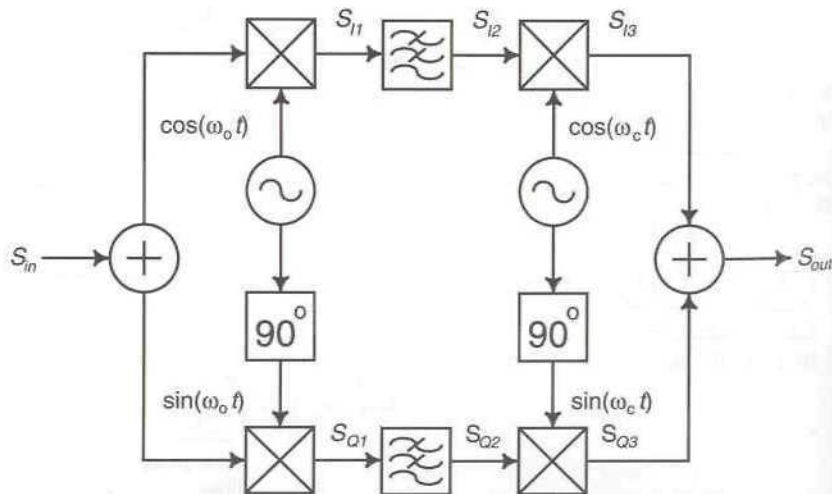 S_I1 S_I2 S_I3
cos(ω_o t) cos(ω_c t)
S_in S_out
90° 90°
sin(ω_o t) sin(ω_c t)
S_Q1 S_Q2 S_Q3